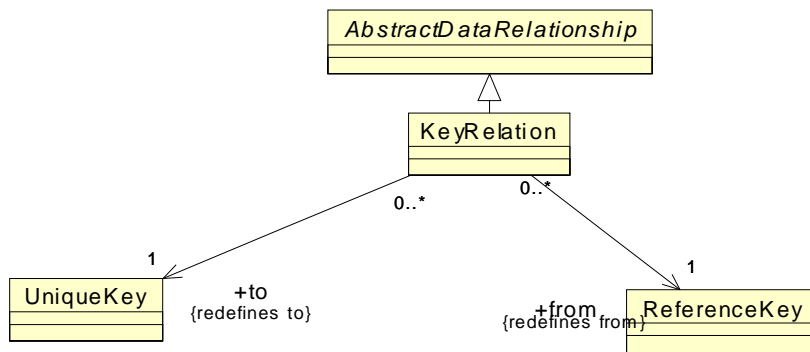 AbstractDataRelationship
KeyRelation
0..*
0..*
1
1
UniqueKey
+to
{redefines to}
+from
{redefines from}
ReferenceKey